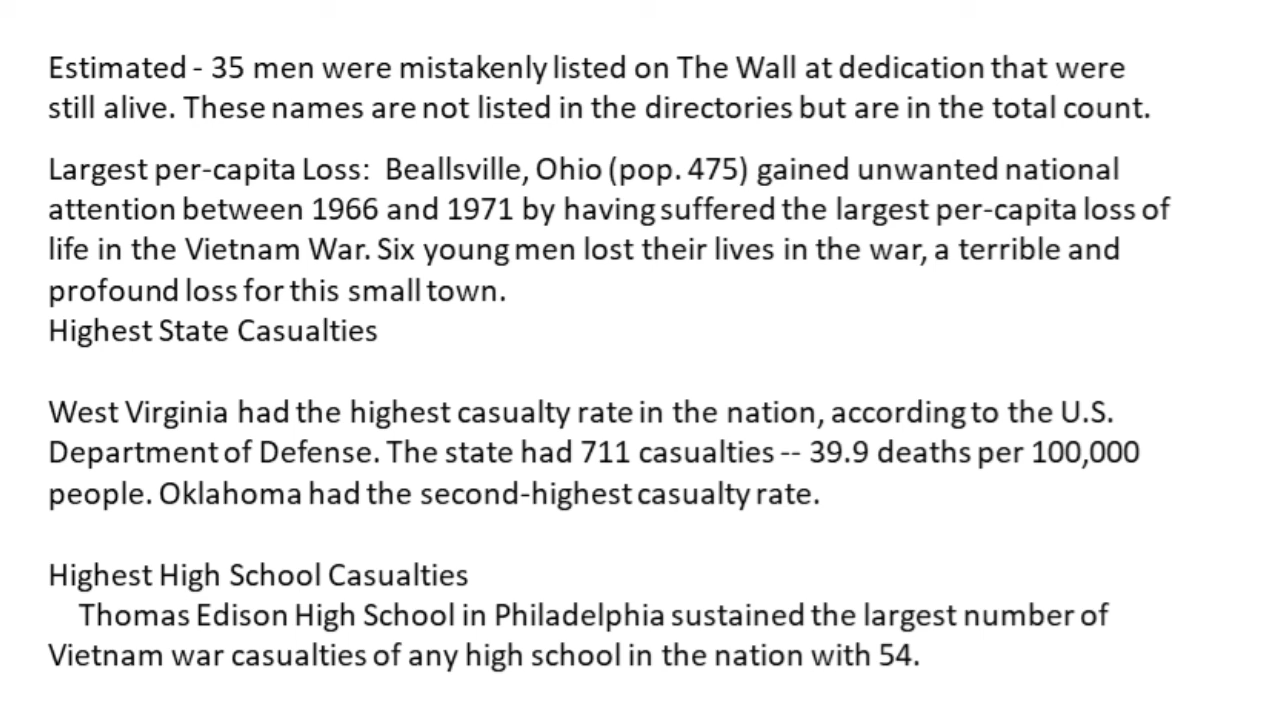 Estimated - 35 men were mistakenly listed on The Wall at dedication that were
still alive. These names are not listed in the directories but are in the total count.
Largest per-capita Loss:  Beallsville, Ohio (pop. 475) gained unwanted national
attention between 1966 and 1971 by having suffered the largest per-capita loss of
life in the Vietnam War. Six young men lost their lives in the war, a terrible and
profound loss for this small town.
Highest State Casualties
West Virginia had the highest casualty rate in the nation, according to the U.S.
Department of Defense. The state had 711 casualties -- 39.9 deaths per 100,000
people. Oklahoma had the second-highest casualty rate.
Highest High School Casualties
Thomas Edison High School in Philadelphia sustained the largest number of
Vietnam war casualties of any high school in the nation with 54.